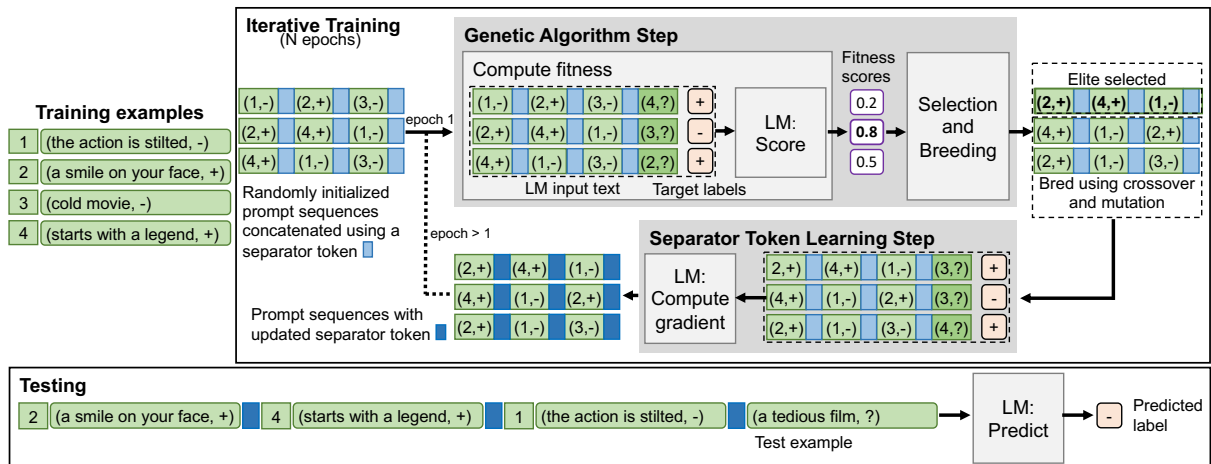 Training examples
1 (the action is stilted, -)
2 (a smile on your face, +)
3 (cold movie, -)
4 (starts with a legend, +)
Iterative Training
(N epochs)
(1,-) (2,+) (3,-)
(2,+) (4,+) (1,-)
(4,+) (1,-) (3,-)
Randomly initialized
prompt sequences
concatenated using a
separator token
epoch 1
epoch > 1
Genetic Algorithm Step
Compute fitness
(1,-) (2,+) (3,-) (4,?) +
(2,+) (4,+) (1,-) (3,?) -
(4,+) (1,-) (3,-) (2,?) +
LM input text
Target labels
LM:
Score
Fitness
scores
0.2
0.8
0.5
Selection
and
Breeding
Elite selected
(2,+) (4,+) (1,-)
(4,+) (1,-) (2,+)
(2,+) (1,-) (3,-)
Bred using crossover
and mutation
Separator Token Learning Step
2,+) (4,+) (1,-) (3,?) +
(4,+) (1,-) (2,+) (3,?) -
(2,+) (1,-) (3,-) (4,?) +
LM:
Compute
gradient
(2,+) (4,+) (1,-)
(4,+) (1,-) (2,+)
(2,+) (1,-) (3,-)
Prompt sequences with
updated separator token
Testing
2 (a smile on your face, +) 4 (starts with a legend, +) 1 (the action is stilted, -) (a tedious film, ?)
Test example
LM:
Predict
-
Predicted
label